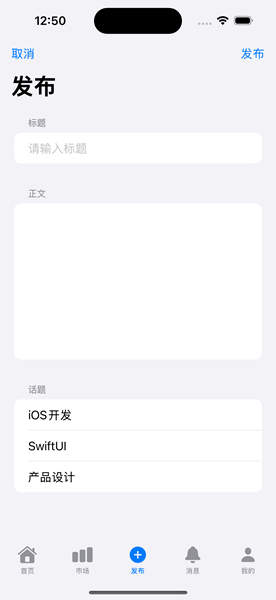 12:50
取消
发布
发布
标题
请输入标题
正文
话题
iOS开发
SwiftUI
产品设计
首页
市场
发布
消息
我的